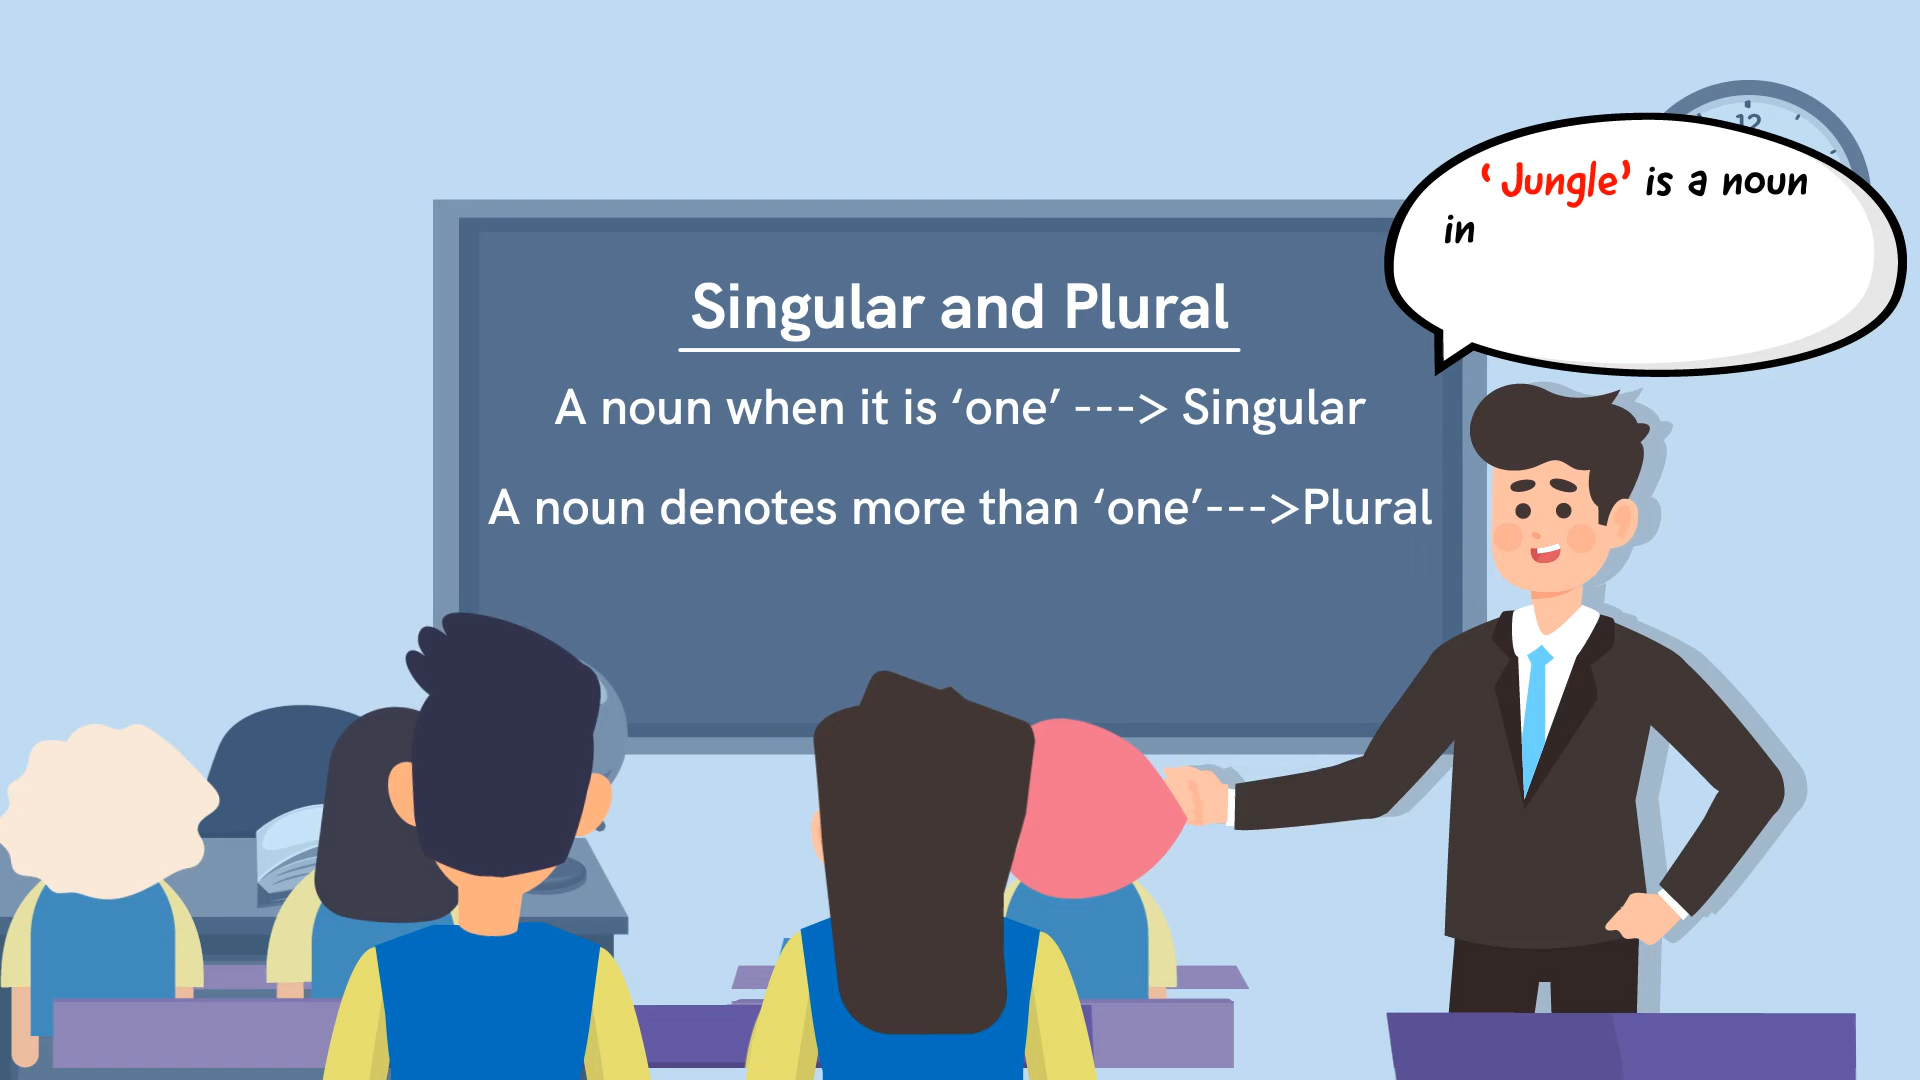 12
‘ Jungle’ is a noun
in
Singular and Plural
A noun when it is ‘one’ ---> Singular
A noun denotes more than ‘one’--->Plural